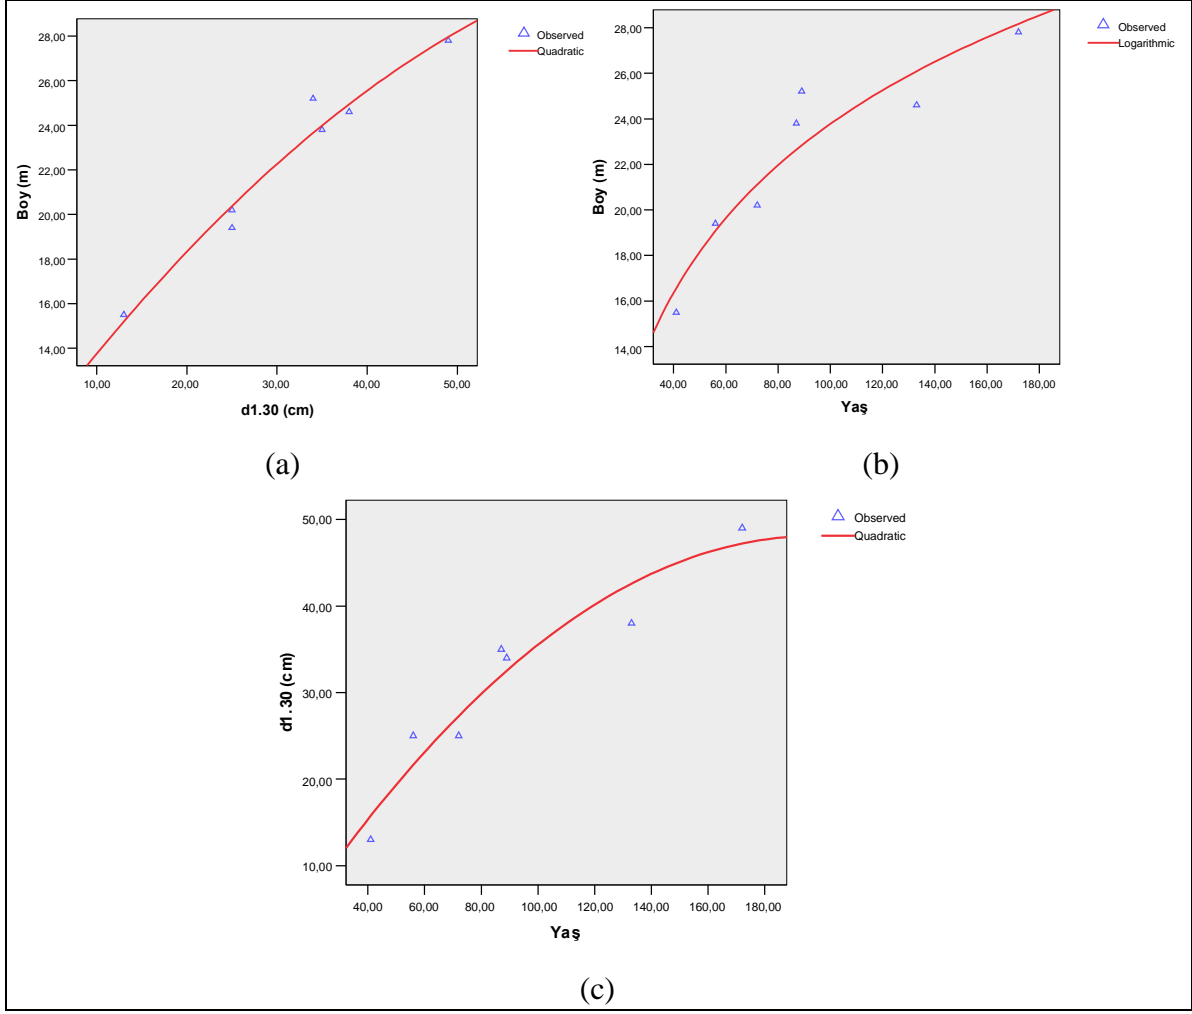 28,00
26,00
24,00
22,00
20,00
18,00
16,00
14,00
Boy (m)
10,00 20,00 30,00 40,00 50,00
d1.30 (cm)
Observed
Quadratic
(a)
28,00
26,00
24,00
22,00
20,00
18,00
16,00
14,00
Boy (m)
40,00 60,00 80,00 100,00 120,00 140,00 160,00 180,00
Yaş
Observed
Logarithmic
(b)
50,00
40,00
30,00
20,00
10,00
d1.30 (cm)
40,00 60,00 80,00 100,00 120,00 140,00 160,00 180,00
Yaş
Observed
Quadratic
(c)